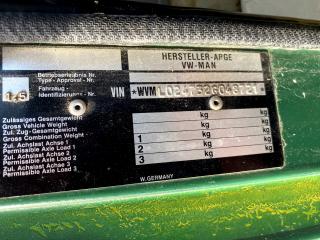 HERSTELLER-APGE
VW-MAN
Betriebserlaubnis Nr.
Type - Approval - Nr.
Fahrzeug -
Identifizierungs - Nr.
VIN
kg
Zulässiges Gesamtgewicht
Gross Vehicle Weight
kg
Zul. Zug-Gesamtgewicht
Gross Combination Weight
kg
Zul. Achslast Achse 1
Permissible Axle Load 1
1
kg
Zul. Achslast Achse 2
Permissible Axle Load 2
2
kg
Zul. Achslast Achse 3
Permissible Axle Load 3
3
kg
W. GERMANY